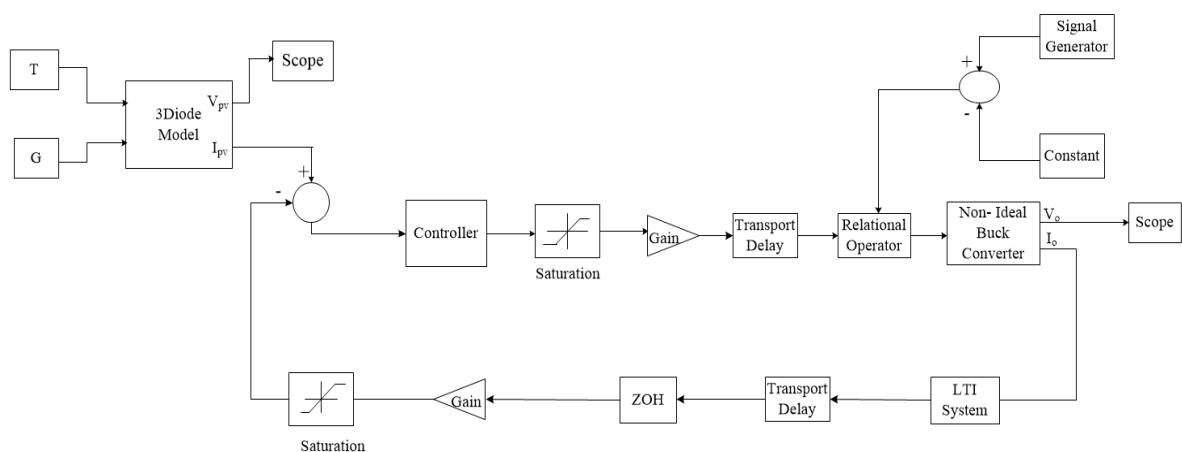 T
G
3Diode
Model
Vpv
Ipv
Scope
+
-
Controller
Saturation
Gain
Transport
Delay
Relational
Operator
Signal
Generator
+
-
Constant
Non- Ideal
Buck
Converter
Vo
Io
Scope
LTI
System
Transport
Delay
ZOH
Gain
Saturation